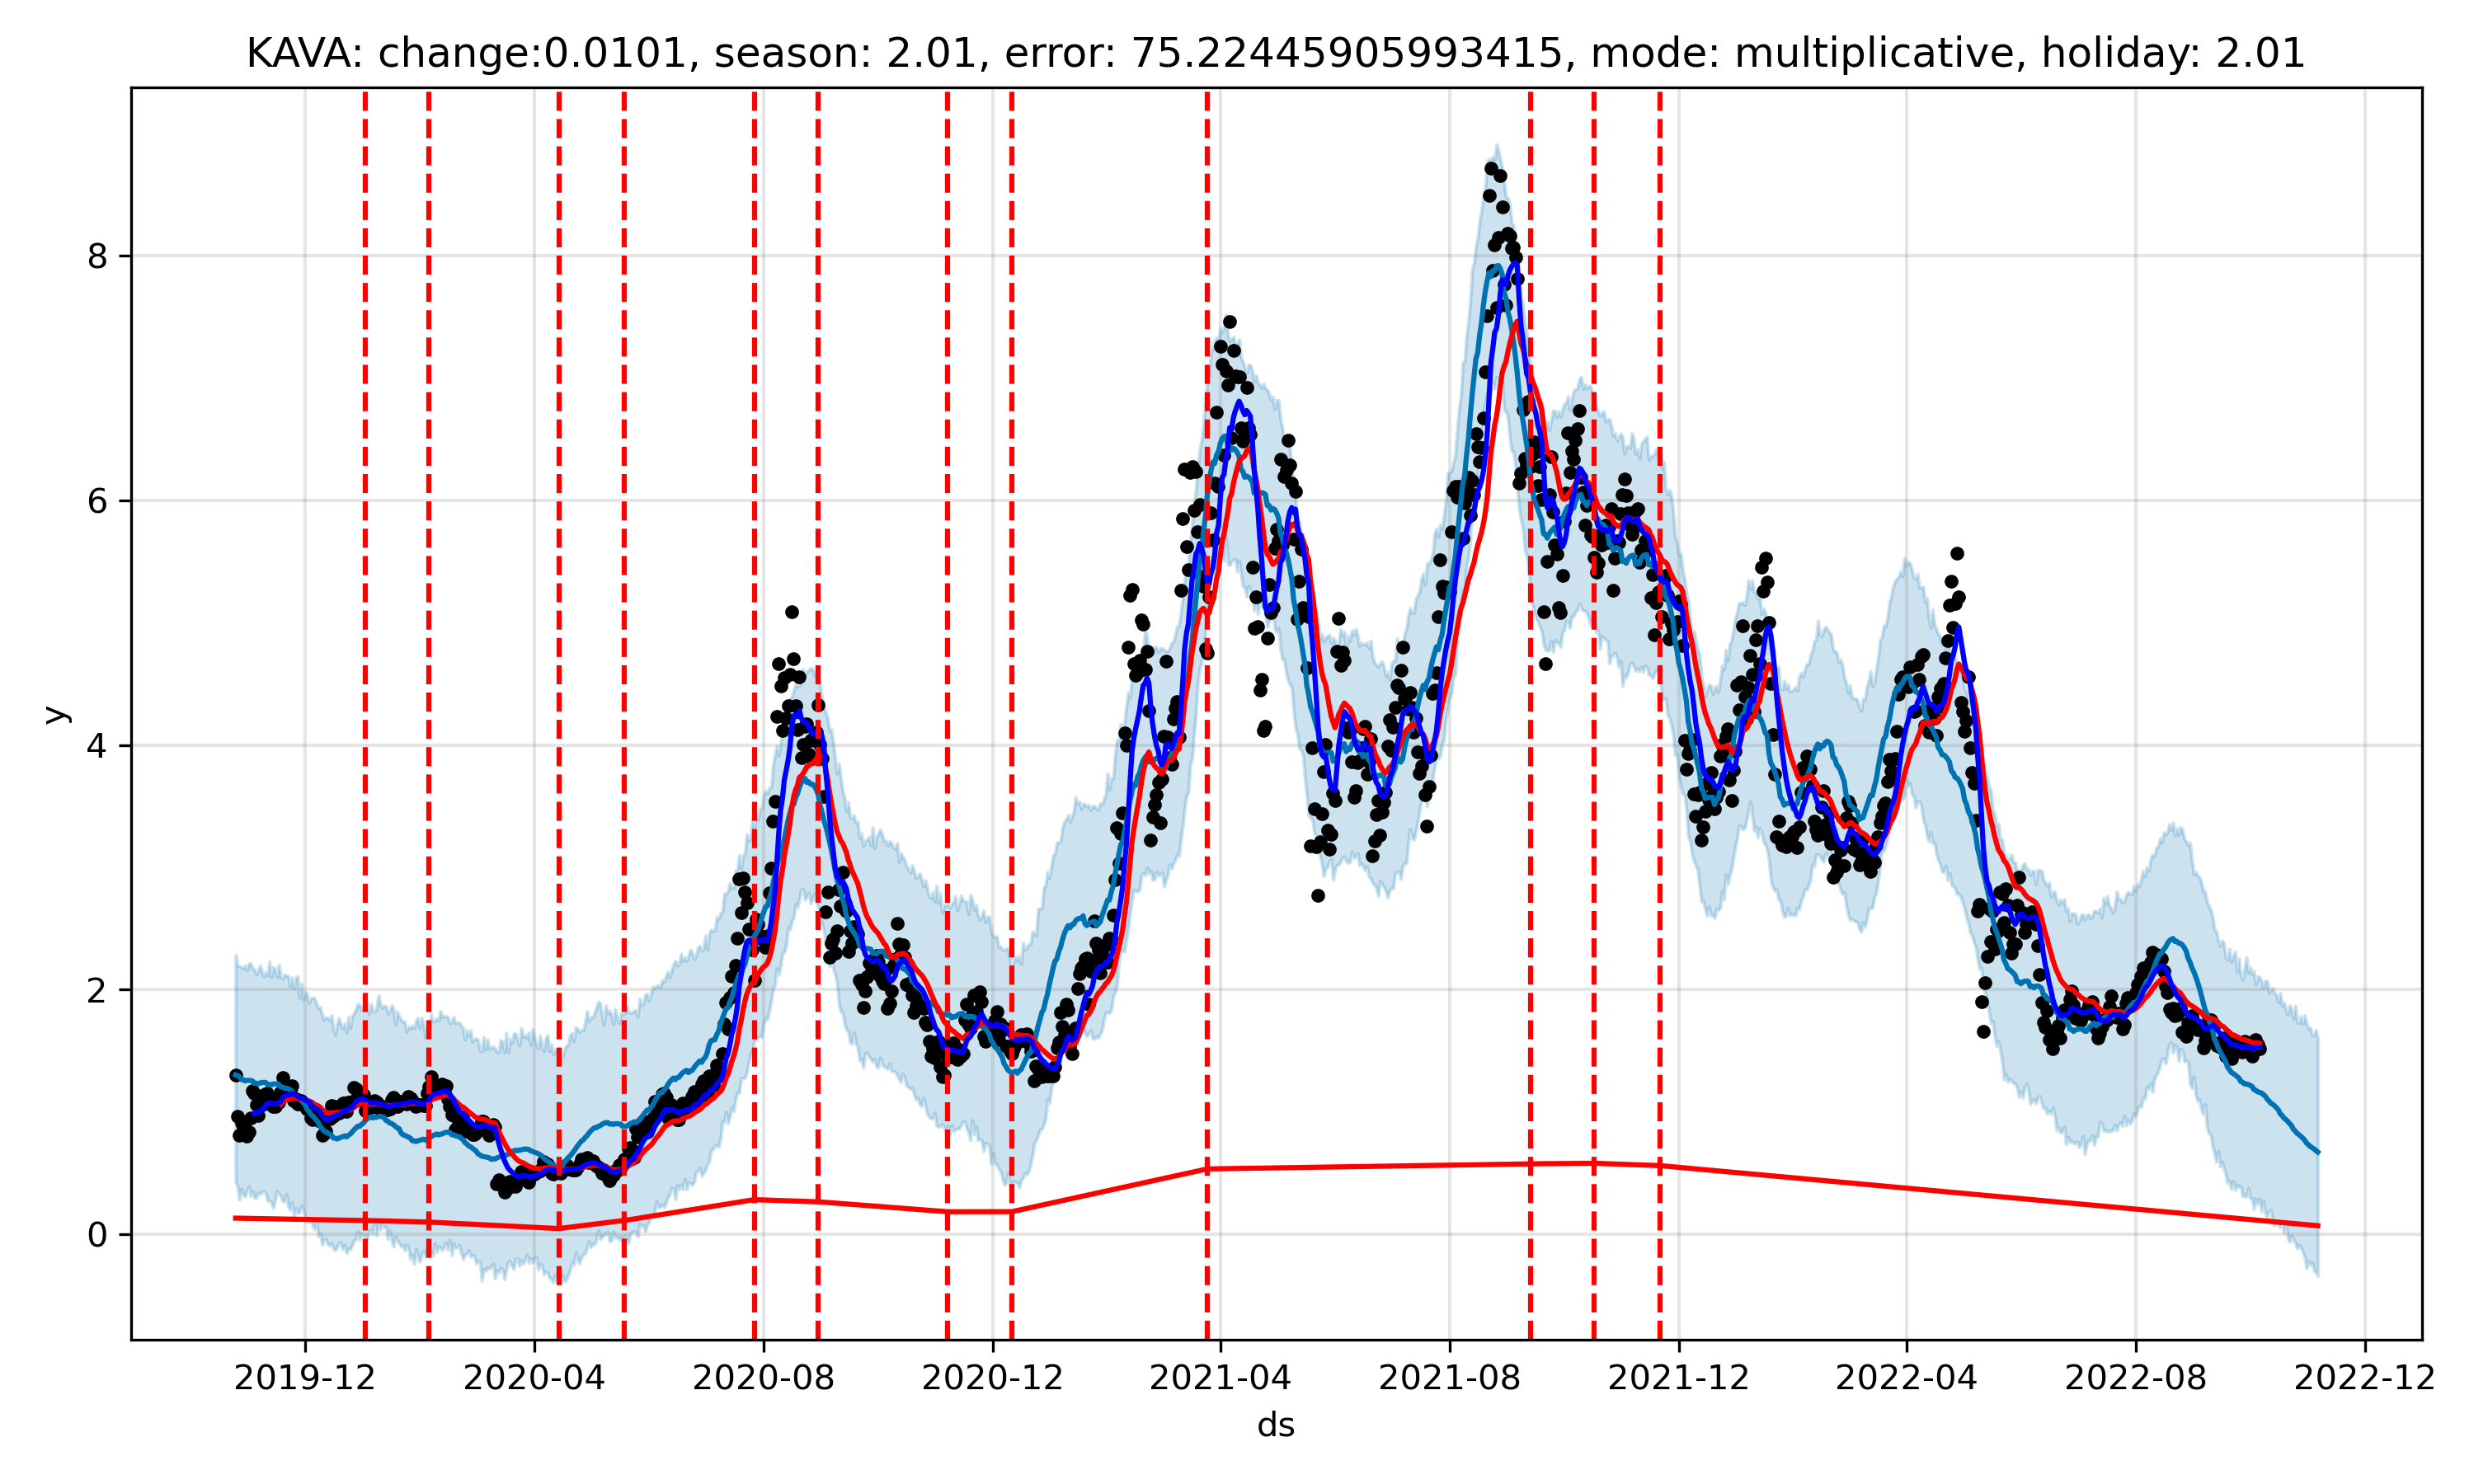 KAVA: change:0.0101, season: 2.01, error: 75.22445905993415, mode: multiplicative, holiday: 2.01
8
6
4
2
0
y
2019-12 2020-04 2020-08 2020-12 2021-04 2021-08 2021-12 2022-04 2022-08 2022-12
ds